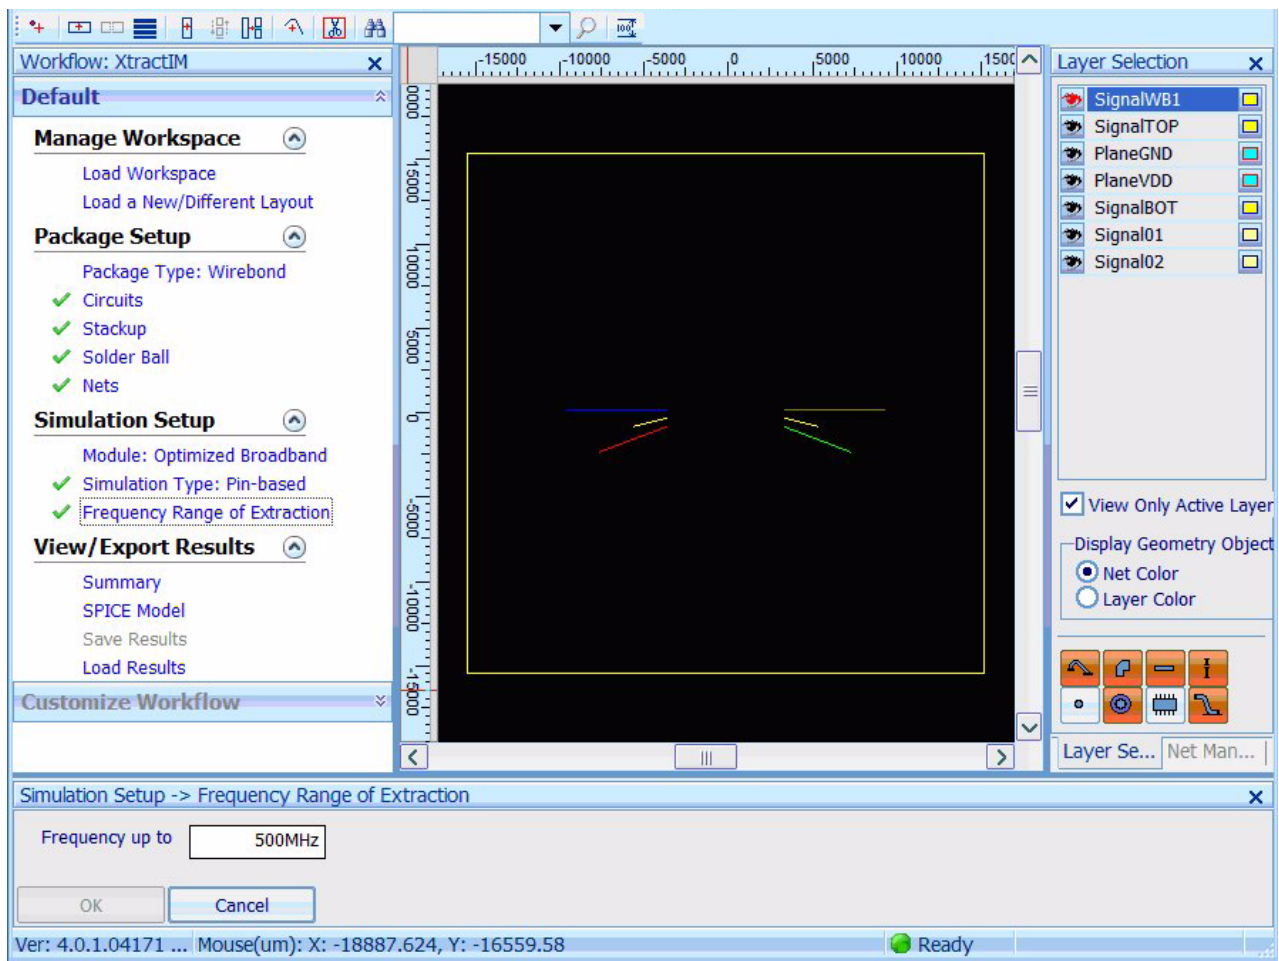 Workflow: XtractIM
Default
Manage Workspace
Load Workspace
Load a New/Different Layout
Package Setup
Package Type: Wirebond
Circuits
Stackup
Solder Ball
Nets
Simulation Setup
Module: Optimized Broadband
Simulation Type: Pin-based
Frequency Range of Extraction
View/Export Results
Summary
SPICE Model
Save Results
Load Results
Customize Workflow
-15000 -10000 -5000 0 5000 10000 1500
0000
15000
10000
5000
0
-5000
-10000
-15000
Layer Selection
SignalWB1
SignalTOP
PlaneGND
PlaneVDD
SignalBOT
Signal01
Signal02
View Only Active Layer
Display Geometry Object
Net Color
Layer Color
Layer Se... Net Man...
Simulation Setup -> Frequency Range of Extraction
Frequency up to 500MHz
OK Cancel
Ver: 4.0.1.04171 ... Mouse(um): X: -18887.624, Y: -16559.58 Ready